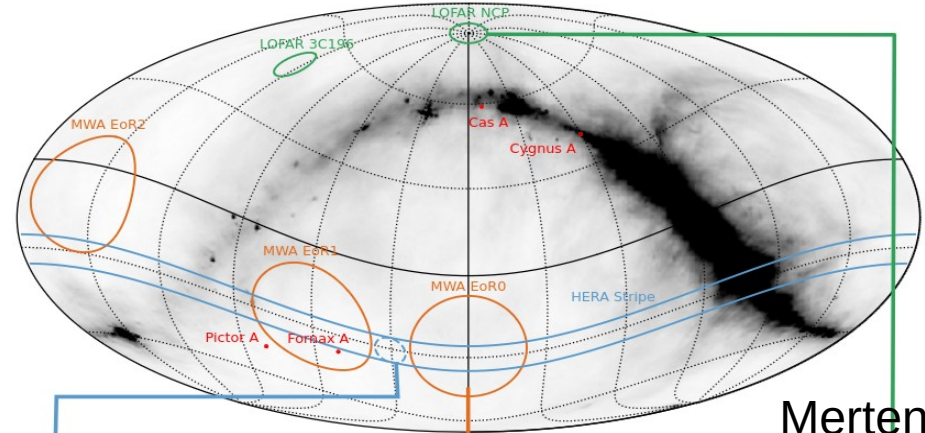 LOFAR NCP
LOFAR 3C196
MWA EoR2
Cas A
Cygnus A
MWA EoR1
MWA EoR0
HERA Stripe
Pictor A
Fornax A
Merten